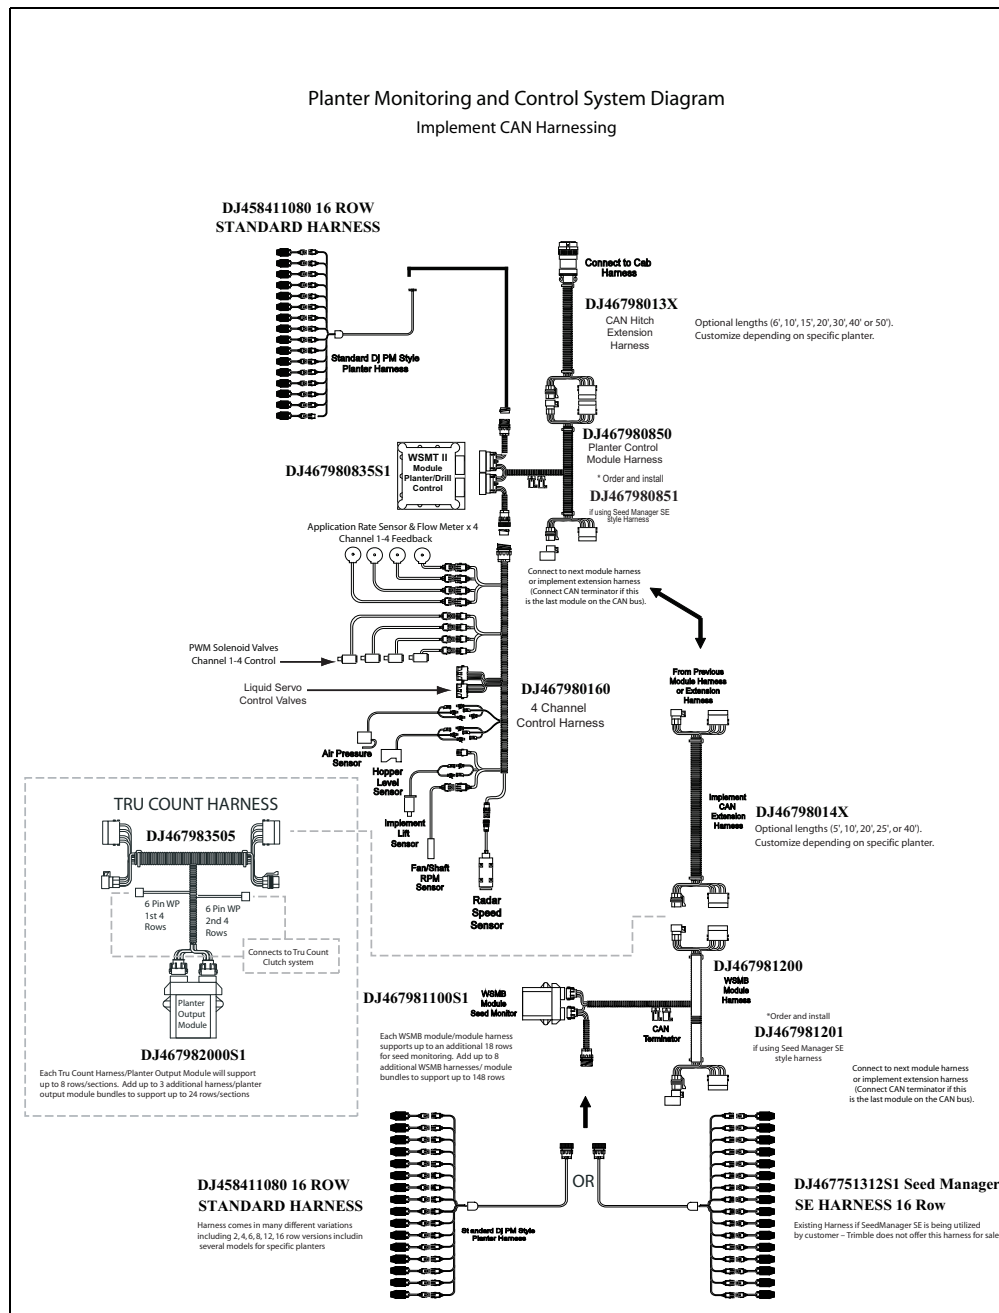 Planter Monitoring and Control System Diagram
Implement CAN Harnessing
DJ458411080 16 ROW
STANDARD HARNESS
Standard Dj PM Style
Planter Harness
Connect to Cab
Harness
DJ46798013X
CAN Hitch
Extension
Harness
Optional lengths (6', 10', 15', 20', 30', 40' or 50').
Customize depending on specific planter.
DJ467980835S1
WSMT II
Module
Planter/Drill
Control
DJ467980850
Planter Control
Module Harness
* Order and install
DJ467980851
if using Seed Manager SE
style Harness
Application Rate Sensor & Flow Meter x 4
Channel 1-4 Feedback
Connect to next module harness
or implement extension harness
(Connect CAN terminator if this
is the last module on the CAN bus).
PWM Solenoid Valves
Channel 1-4 Control
Liquid Servo
Control Valves
DJ467980160
4 Channel
Control Harness
From Previous
Module Harness
or Extension
Harness
Air Pressure
Sensor
Hopper
Level
Sensor
Implement
Lift
Sensor
Fan/Shaft
RPM
Sensor
Radar
Speed
Sensor
Implement
CAN
Extension
Harness
DJ46798014X
Optional lengths (5', 10', 20', 25', or 40').
Customize depending on specific planter.
TRU COUNT HARNESS
DJ467983505
6 Pin WP
1st 4
Rows
6 Pin WP
2nd 4
Rows
Connects to Tru Count
Clutch system
Planter
Output
Module
DJ467982000S1
Each Tru Count Harness/Planter Output Module will support
up to 8 rows/sections. Add up to 3 additional harness/planter
output module bundles to support up to 24 rows/sections
DJ467981100S1
WSMB
Module
Seed Monitor
Each WSMB module/module harness
supports up to an additional 18 rows
for seed monitoring. Add up to 8
additional WSMB harnesses/ module
bundles to support up to 148 rows
CAN
Terminator
DJ467981200
WSMB
Module
Harness
*Order and install
DJ467981201
if using Seed Manager SE
style harness
Connect to next module harness
or implement extension harness
(Connect CAN terminator if this
is the last module on the CAN bus).
DJ458411080 16 ROW
STANDARD HARNESS
Harness comes in many different variations
including 2, 4, 6, 8, 12, 16 row versions includin
several models for specific planters
Standard Dj PM Style
Planter Harness
OR
DJ467751312S1 Seed Manager
SE HARNESS 16 Row
Existing Harness if SeedManager SE is being utilized
by customer – Trimble does not offer this harness for sale